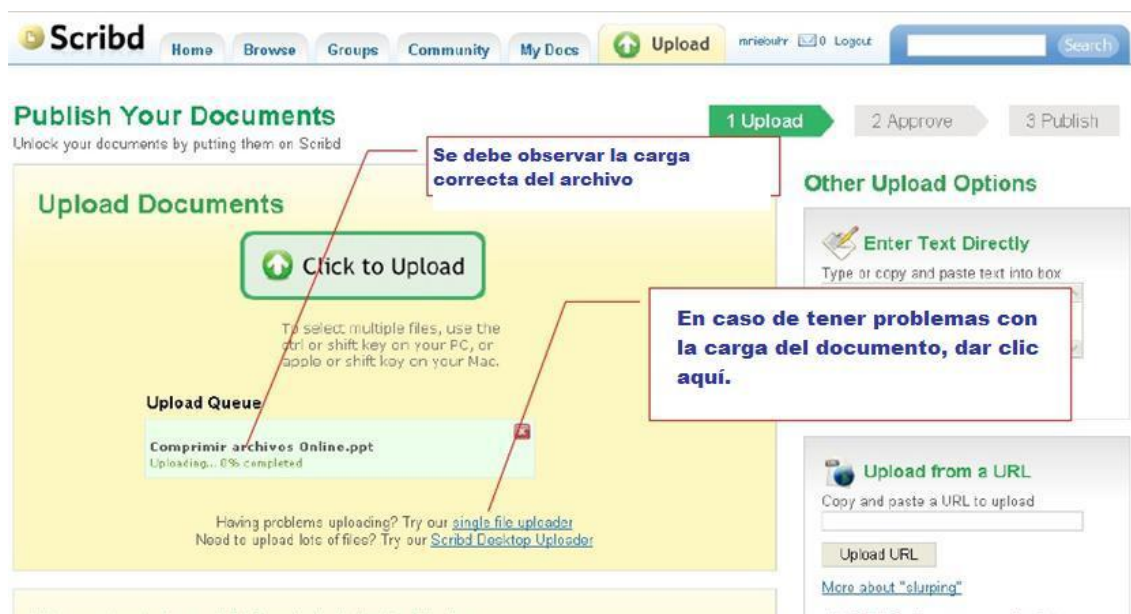 Scribd
Home Browse Groups Community My Docs Upload 0 Logout Search
Publish Your Documents
Unlock your documents by putting them on Scribd
1 Upload 2 Approve 3 Publish
Se debe observar la carga
correcta del archivo
Upload Documents
Click to Upload
To select multiple files, use the
ctrl or shift key on your PC, or
apple or shift key on your Mac.
Upload Queue
Comprimir archivos Online.ppt
Uploading... 0% completed
Having problems uploading? Try our single file uploader
Need to upload lots of files? Try our Scribd Desktop Uploader
Other Upload Options
Enter Text Directly
Type or copy and paste text into box
En caso de tener problemas con
la carga del documento, dar clic
aquí.
Upload from a URL
Copy and paste a URL to upload
Upload URL
More about "slurping"